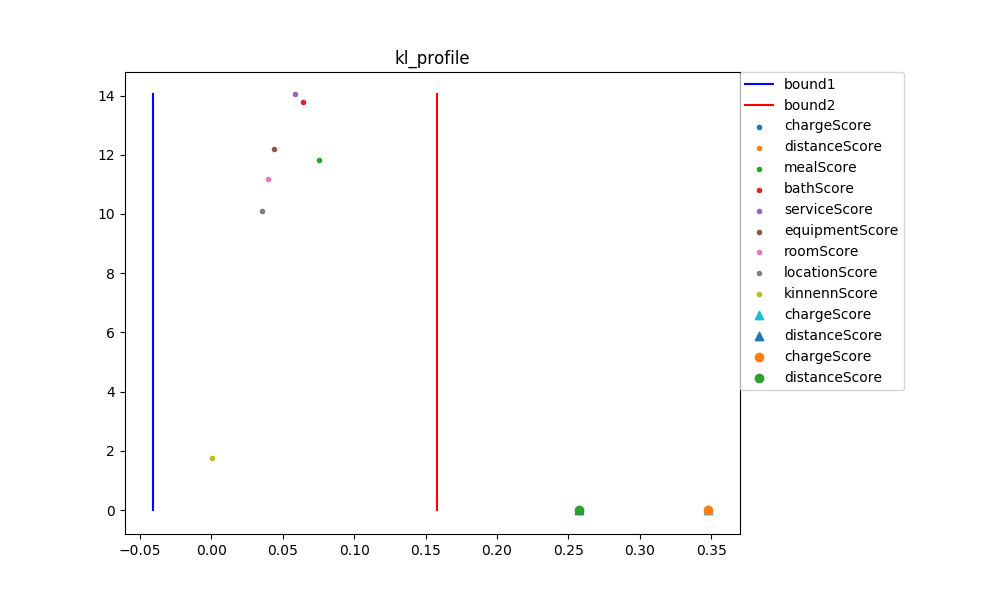 kl_profile
14
12
10
8
6
4
2
0
−0.05 0.00 0.05 0.10 0.15 0.20 0.25 0.30 0.35
bound1
bound2
chargeScore
distanceScore
mealScore
bathScore
serviceScore
equipmentScore
roomScore
locationScore
kinnennScore
chargeScore
distanceScore
chargeScore
distanceScore